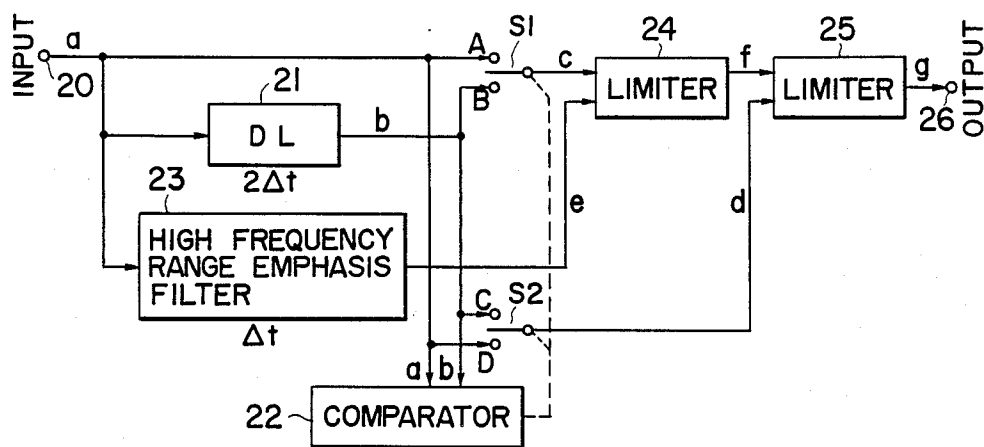 INPUT
20
a
21
DL
2Δt
b
23
HIGH FREQUENCY
RANGE EMPHASIS
FILTER
Δt
A
B
S1
c
24
LIMITER
f
25
LIMITER
g
26
OUTPUT
e
d
C
D
S2
a
b
22
COMPARATOR